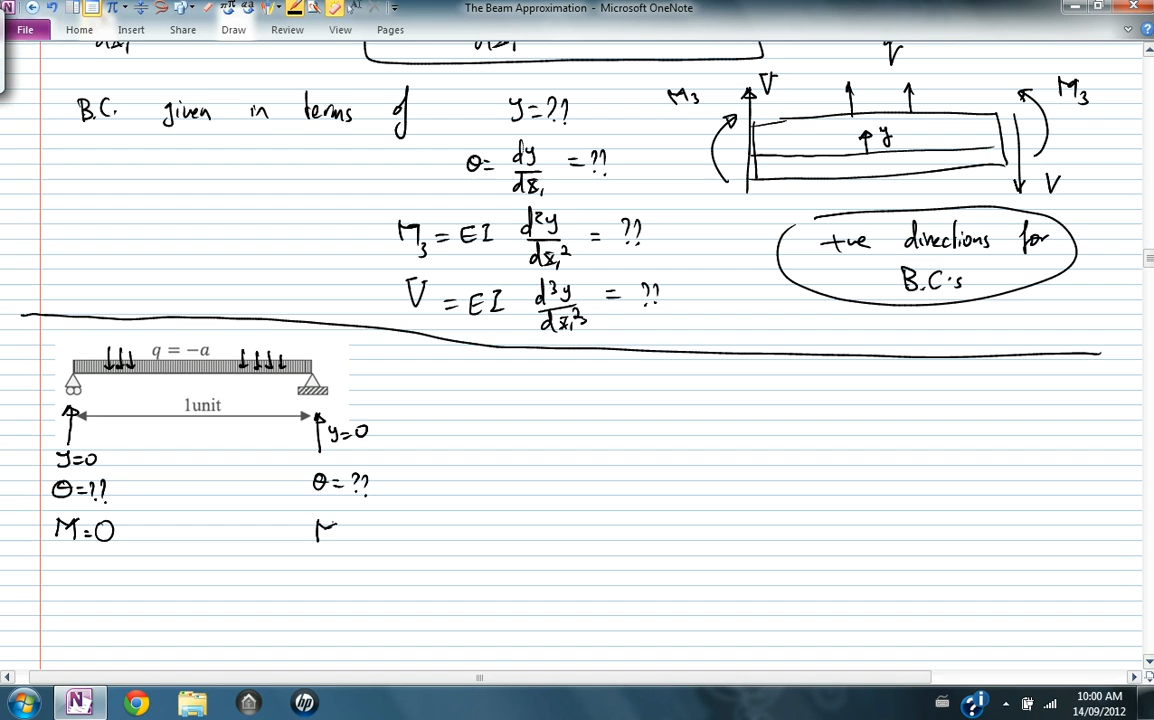 The Beam Approximation - Microsoft OneNote
File Home Insert Share Draw Review View Pages
q
B.C. given in terms of y=??
θ= dy/dx₁ =??
M₃ = EI d²y/dx₁² = ??
V = EI d³y/dx₁³ = ??
M₃ V M₃
y
V
+ve directions for
B.C.'s
q = −a
1unit
y=0 y=0
θ=?? θ=??
M=0 M
10:00 AM
14/09/2012